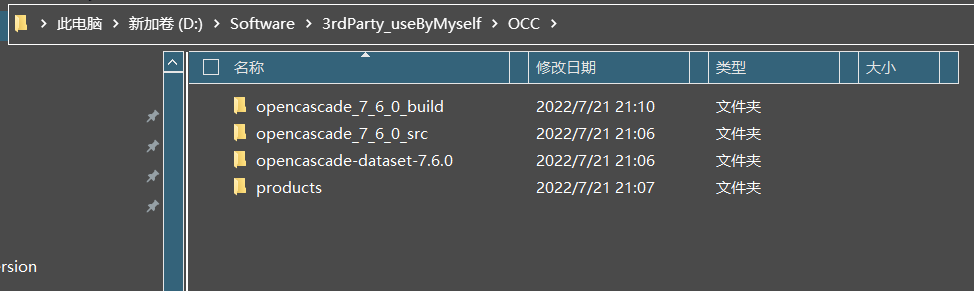 此电脑 > 新加卷 (D:) > Software > 3rdParty_useByMyself > OCC >
名称 修改日期 类型 大小
opencascade_7_6_0_build 2022/7/21 21:10 文件夹
opencascade_7_6_0_src 2022/7/21 21:06 文件夹
opencascade-dataset-7.6.0 2022/7/21 21:06 文件夹
products 2022/7/21 21:07 文件夹
ersion